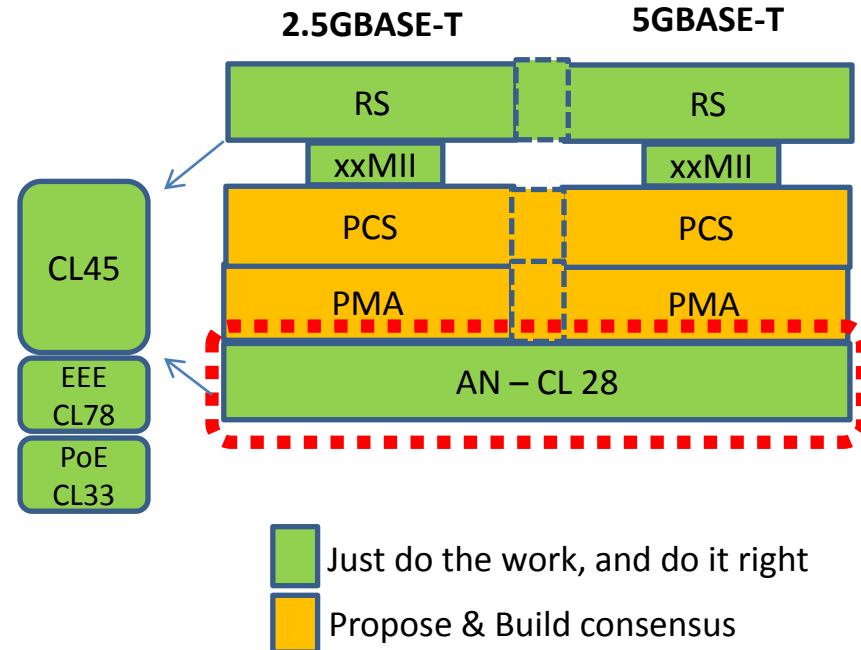 2.5GBASE-T 5GBASE-T
RS RS
xxMII xxMII
PCS PCS
CL45
PMA PMA
EEE
CL78
AN – CL 28
PoE
CL33
Just do the work, and do it right
Propose & Build consensus